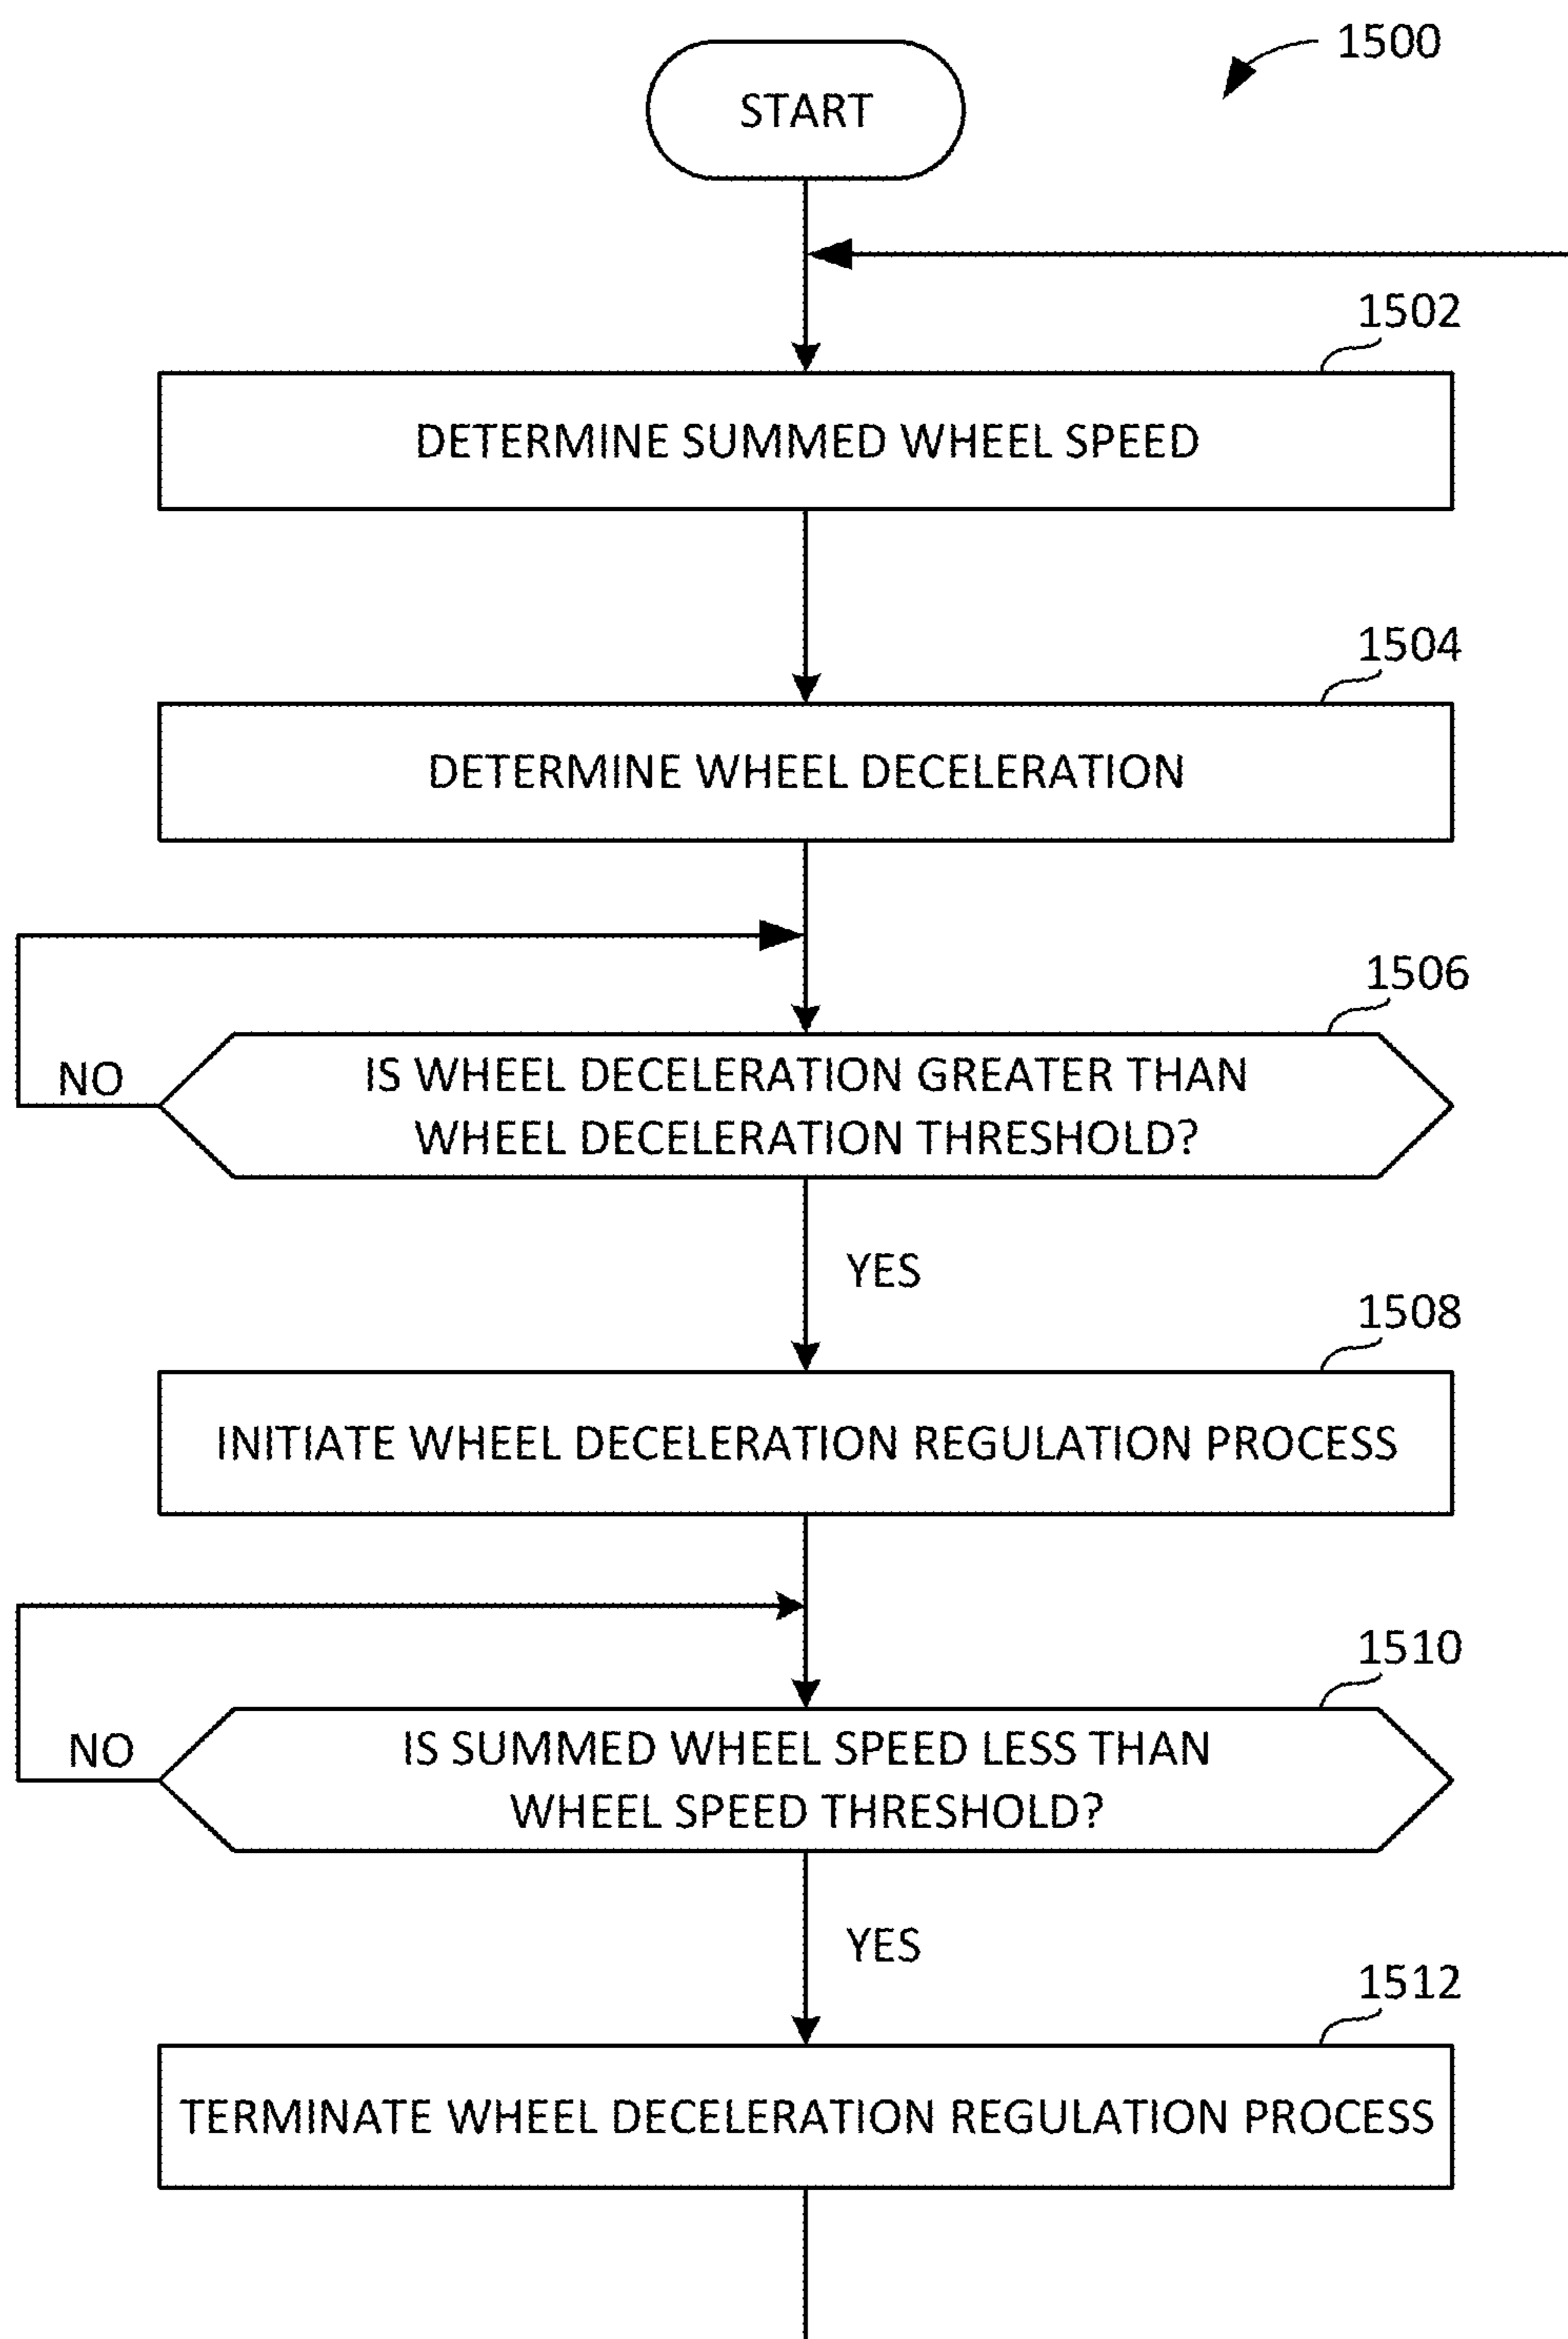 1500
START
1502
DETERMINE SUMMED WHEEL SPEED
1504
DETERMINE WHEEL DECELERATION
1506
IS WHEEL DECELERATION GREATER THAN
WHEEL DECELERATION THRESHOLD?
NO
YES
1508
INITIATE WHEEL DECELERATION REGULATION PROCESS
1510
IS SUMMED WHEEL SPEED LESS THAN
WHEEL SPEED THRESHOLD?
NO
YES
1512
TERMINATE WHEEL DECELERATION REGULATION PROCESS